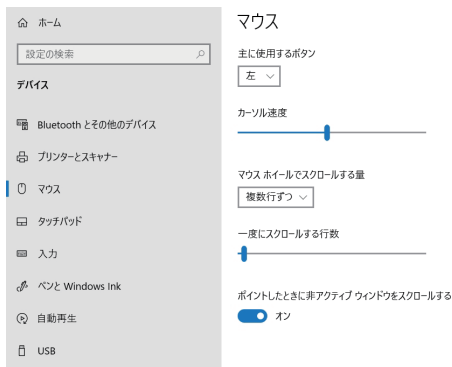 ホーム
設定の検索
デバイス
Bluetooth とその他のデバイス
プリンターとスキャナー
マウス
タッチパッド
入力
ペンと Windows Ink
自動再生
USB
マウス
主に使用するボタン
左
カーソル速度
マウス ホイールでスクロールする量
複数行ずつ
一度にスクロールする行数
ポイントしたときに非アクティブ ウィンドウをスクロールする
オン